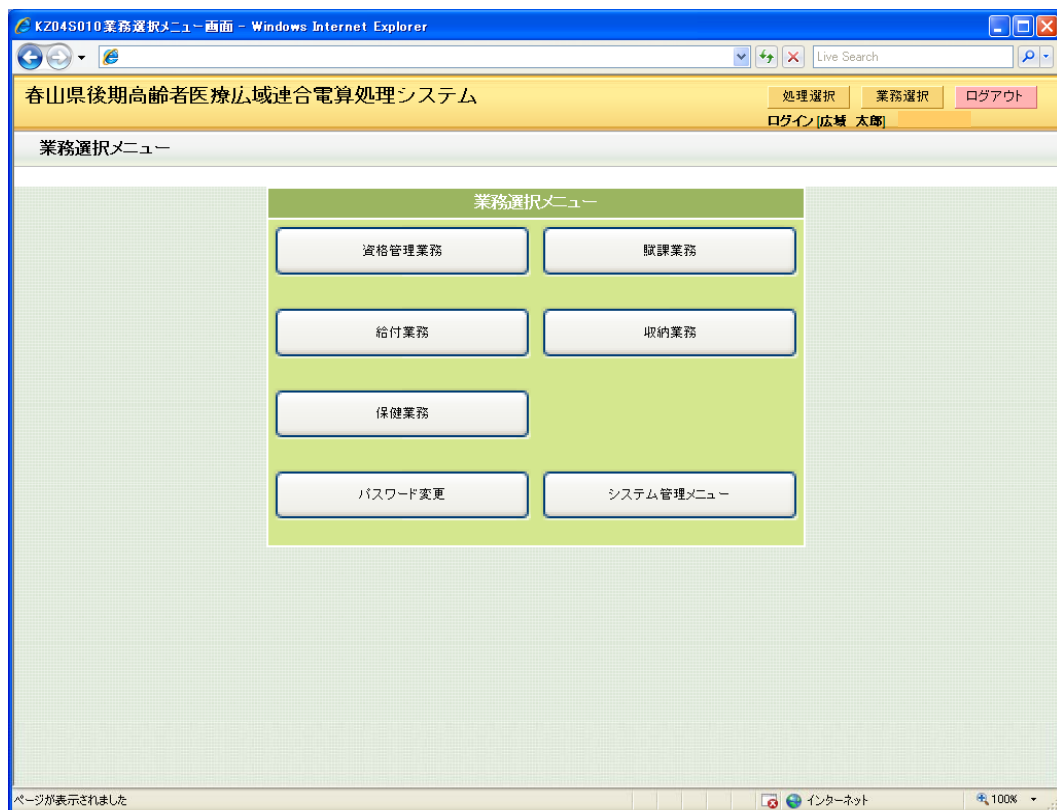 KZ04S010業務選択メニュー画面 - Windows Internet Explorer
Live Search
春山県後期高齢者医療広域連合電算処理システム
処理選択 業務選択 ログアウト
ログイン[広域 太郎]
業務選択メニュー
業務選択メニュー
資格管理業務 賦課業務
給付業務 収納業務
保健業務
パスワード変更 システム管理メニュー
ページが表示されました インターネット 100%